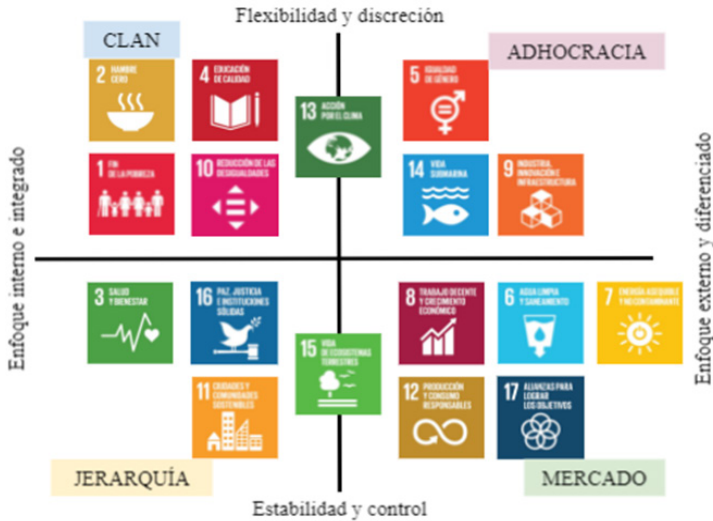 Flexibilidad y discreción
CLAN
ADHOCRACIA
2 HAMBRE
CERO
4 EDUCACIÓN
DE CALIDAD
13 ACCIÓN
POR EL CLIMA
5 IGUALDAD
DE GÉNERO
1 FIN
DE LA POBREZA
10 REDUCCIÓN DE LAS
DESIGUALDADES
14 VIDA
SUBMARINA
9 INDUSTRIA,
INNOVACIÓN E
INFRAESTRUCTURA
Enfoque interno e integrado
Enfoque externo y diferenciado
3 SALUD
Y BIENESTAR
16 PAZ, JUSTICIA
E INSTITUCIONES
SÓLIDAS
15 VIDA
DE ECOSISTEMAS
TERRESTRES
8 TRABAJO DECENTE
Y CRECIMIENTO
ECONÓMICO
6 AGUA LIMPIA
Y SANEAMIENTO
7 ENERGÍA ASEQUIBLE
Y NO CONTAMINANTE
11 CIUDADES Y
COMUNIDADES
SOSTENIBLES
12 PRODUCCIÓN
Y CONSUMO
RESPONSABLES
17 ALIANZAS PARA
LOGRAR
LOS OBJETIVOS
JERARQUÍA
MERCADO
Estabilidad y control